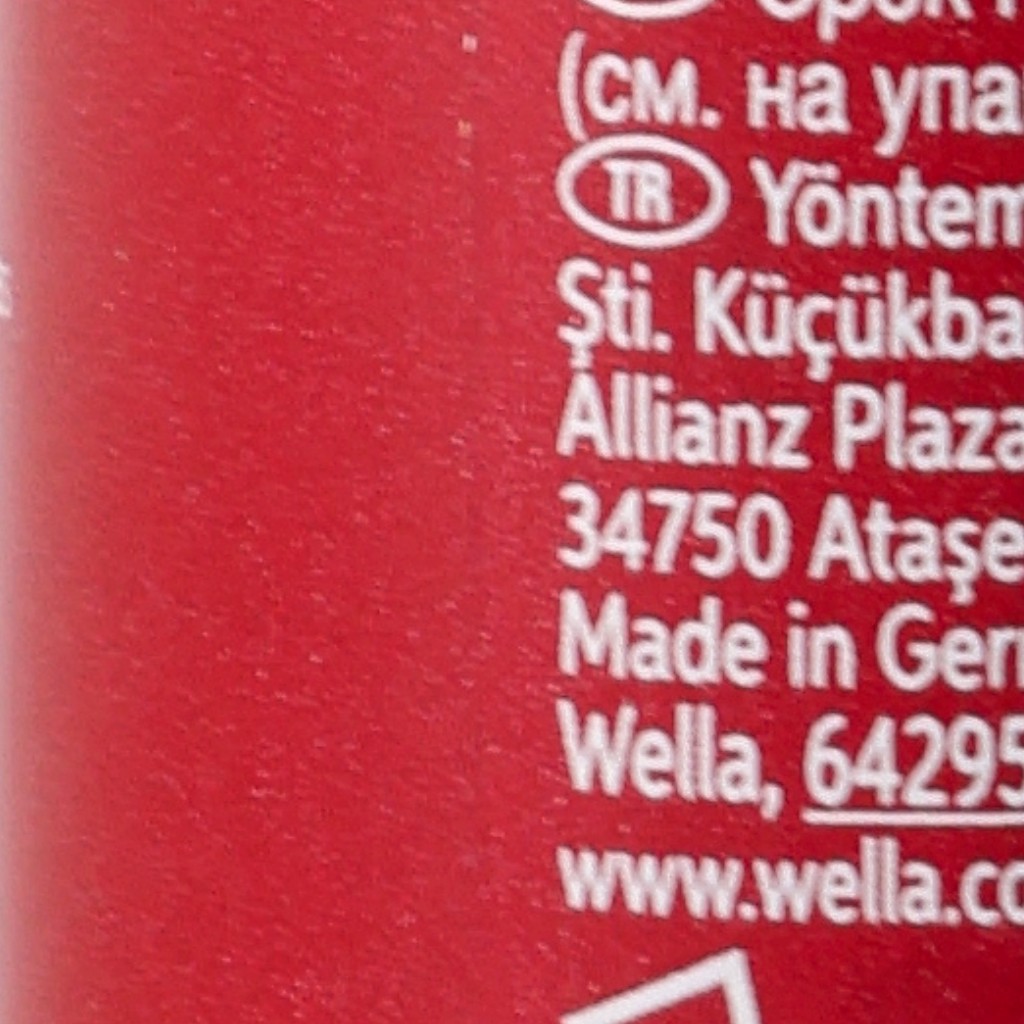 (см. на упа
TR Yöntem
Şti. Küçükba
Allianz Plaza
34750 Ataşe
Made in Ger
Wella, 64295
www.wella.co